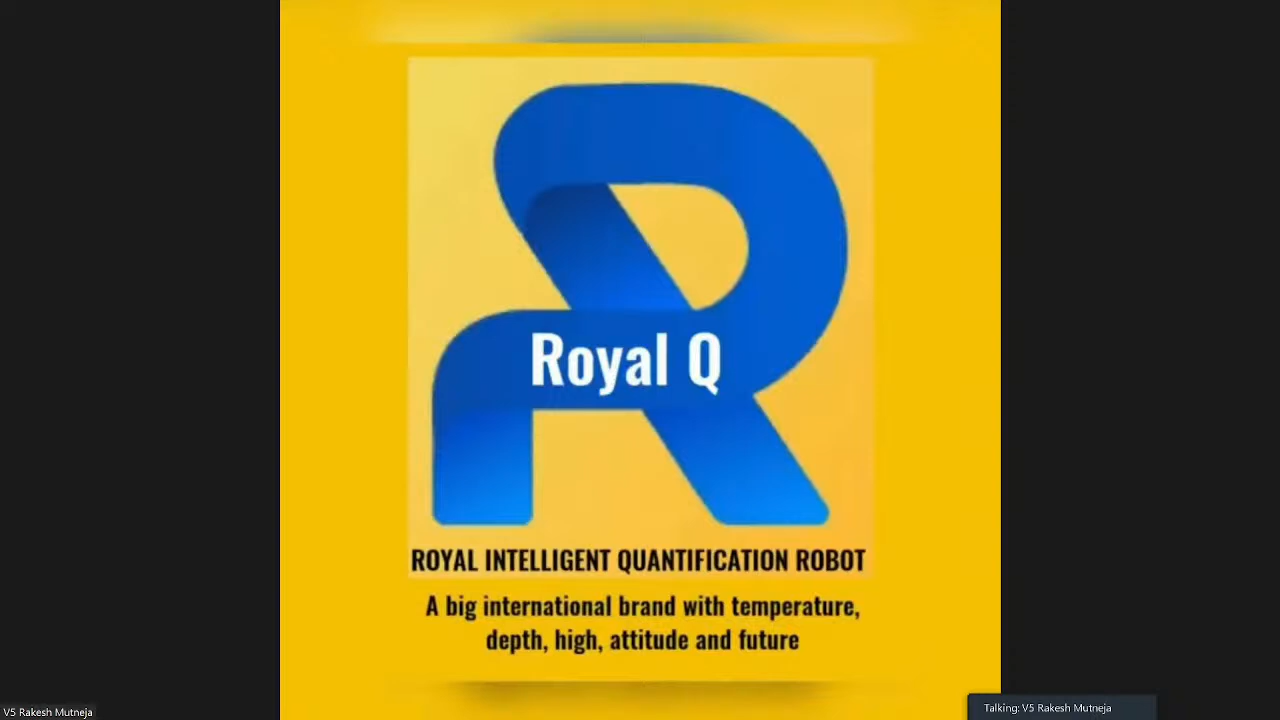 Royal Q
ROYAL INTELLIGENT QUANTIFICATION ROBOT
A big international brand with temperature,
depth, high, attitude and future
V5 Rakesh Mutneja
Talking: V5 Rakesh Mutneja